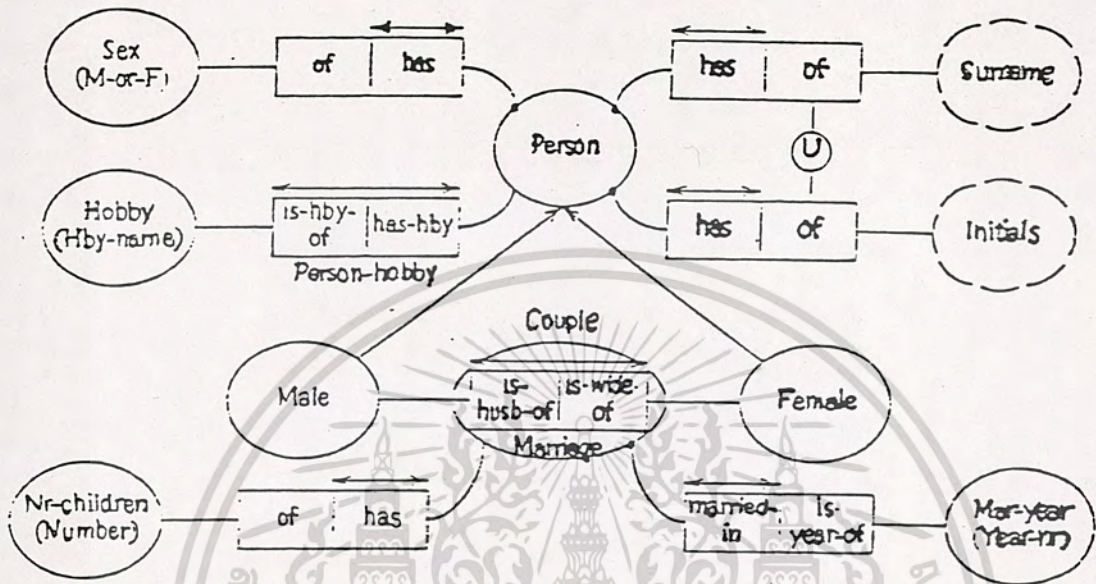 Sex
(M-or-F)
of
has
has
of
Surname
Person
U
Hobby
(Hby-name)
is-hby-
of
has-hby
Person-hobby
has
of
Initials
Couple
Male
is-
husb-of
is-wide-
of
Female
Marriage
Nr-children
(Number)
of
has
married-
in
is-
year-of
Mar-year
(Year-nr)